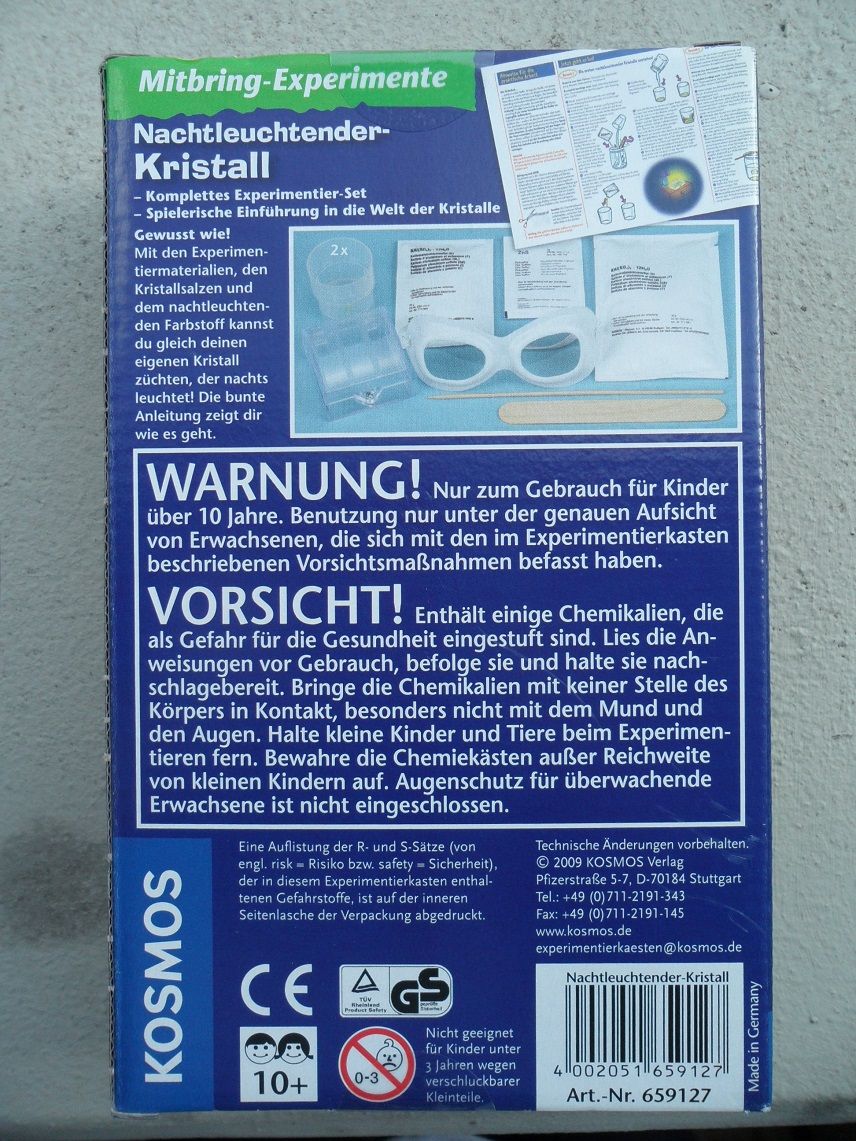 Mitbring-Experimente
Nachtleuchtender-
Kristall
– Komplettes Experimentier-Set
– Spielerische Einführung in die Welt der Kristalle
Gewusst wie!
Mit den Experimen-
tiermaterialien, den
Kristallsalzen und
dem nachtleuchten-
den Farbstoff kannst
du gleich deinen
eigenen Kristall
züchten, der nachts
leuchtet! Die bunte
Anleitung zeigt dir
wie es geht.
2x
WARNUNG! Nur zum Gebrauch für Kinder
über 10 Jahre. Benutzung nur unter der genauen Aufsicht
von Erwachsenen, die sich mit den im Experimentierkasten
beschriebenen Vorsichtsmaßnahmen befasst haben.
VORSICHT! Enthält einige Chemikalien, die
als Gefahr für die Gesundheit eingestuft sind. Lies die An-
weisungen vor Gebrauch, befolge sie und halte sie nach-
schlagebereit. Bringe die Chemikalien mit keiner Stelle des
Körpers in Kontakt, besonders nicht mit dem Mund und
den Augen. Halte kleine Kinder und Tiere beim Experimen-
tieren fern. Bewahre die Chemiekästen außer Reichweite
von kleinen Kindern auf. Augenschutz für überwachende
Erwachsene ist nicht eingeschlossen.
KOSMOS
Eine Auflistung der R- und S-Sätze (von
engl. risk = Risiko bzw. safety = Sicherheit),
der in diesem Experimentierkasten enthal-
tenen Gefahrstoffe, ist auf der inneren
Seitenlasche der Verpackung abgedruckt.
Technische Änderungen vorbehalten.
© 2009 KOSMOS Verlag
Pfizerstraße 5-7, D-70184 Stuttgart
Tel.: +49 (0)711-2191-343
Fax: +49 (0)711-2191-145
www.kosmos.de
experimentierkaesten@kosmos.de
CE
TÜV
Rheinland
Product Safety
GS
geprüfte
Sicherheit
10+
0-3
Nicht geeignet
für Kinder unter
3 Jahren wegen
verschluckbarer
Kleinteile.
Nachtleuchtender-Kristall
4 002051 659127
Art.-Nr. 659127
Made in Germany